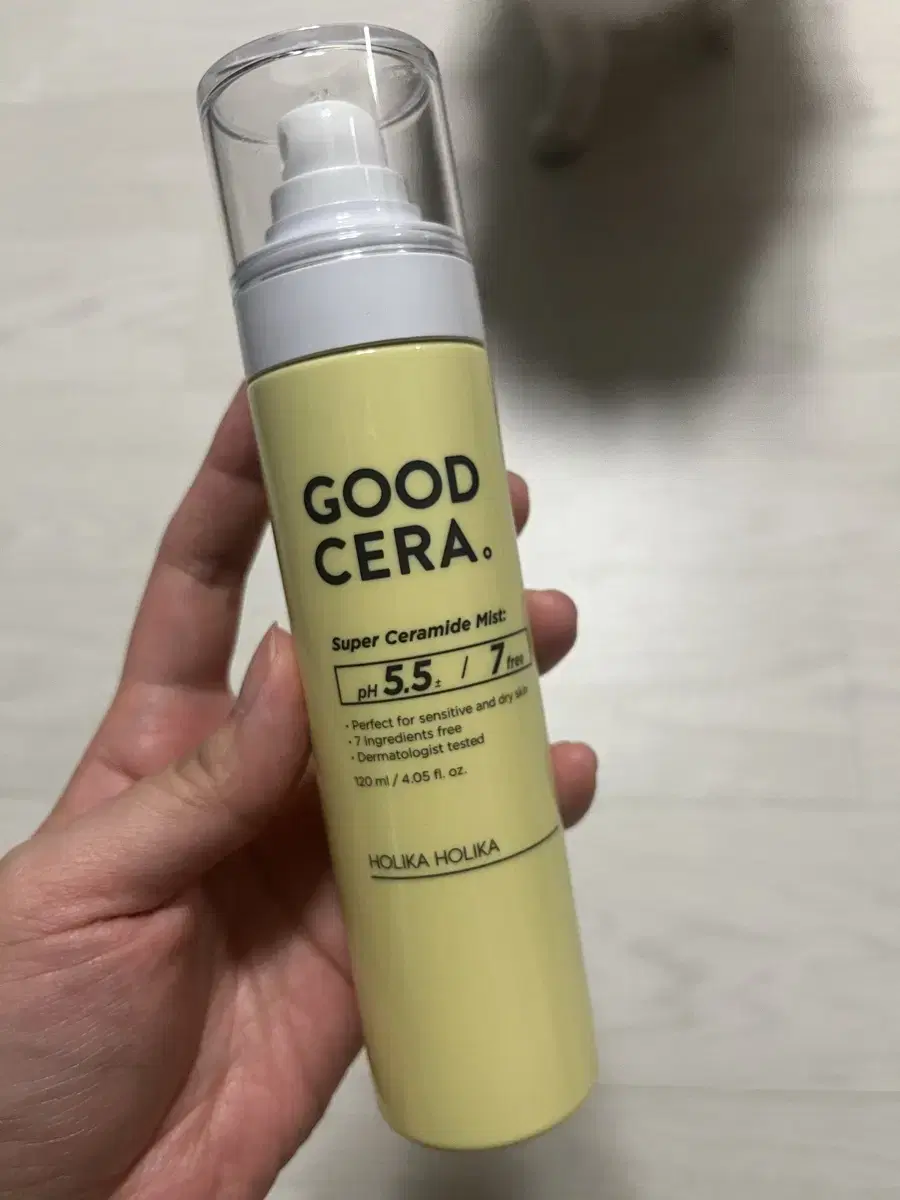 GOOD
CERA.
Super Ceramide Mist:
pH 5.5± / 7 free
• Perfect for sensitive and dry skin
• 7 Ingredients free
• Dermatologist tested
120 ml / 4.05 fl. oz.
HOLIKA HOLIKA